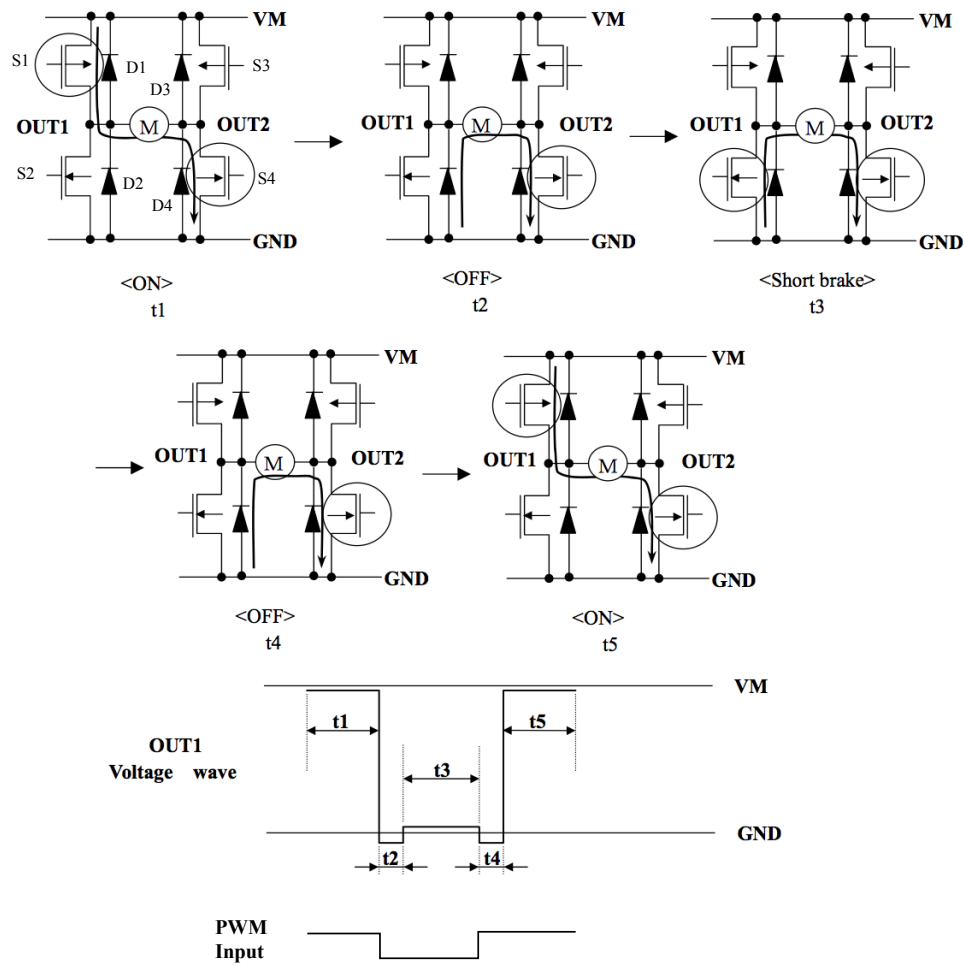 VM
S1
D1
D3
S3
OUT1
M
OUT2
S2
D2
D4
S4
GND
<ON>
t1
VM
OUT1
M
OUT2
GND
<OFF>
t2
VM
OUT1
M
OUT2
GND
<Short brake>
t3
VM
OUT1
M
OUT2
GND
<OFF>
t4
VM
OUT1
M
OUT2
GND
<ON>
t5
VM
t1
t5
OUT1
Voltage wave
t3
GND
t2
t4
PWM
Input